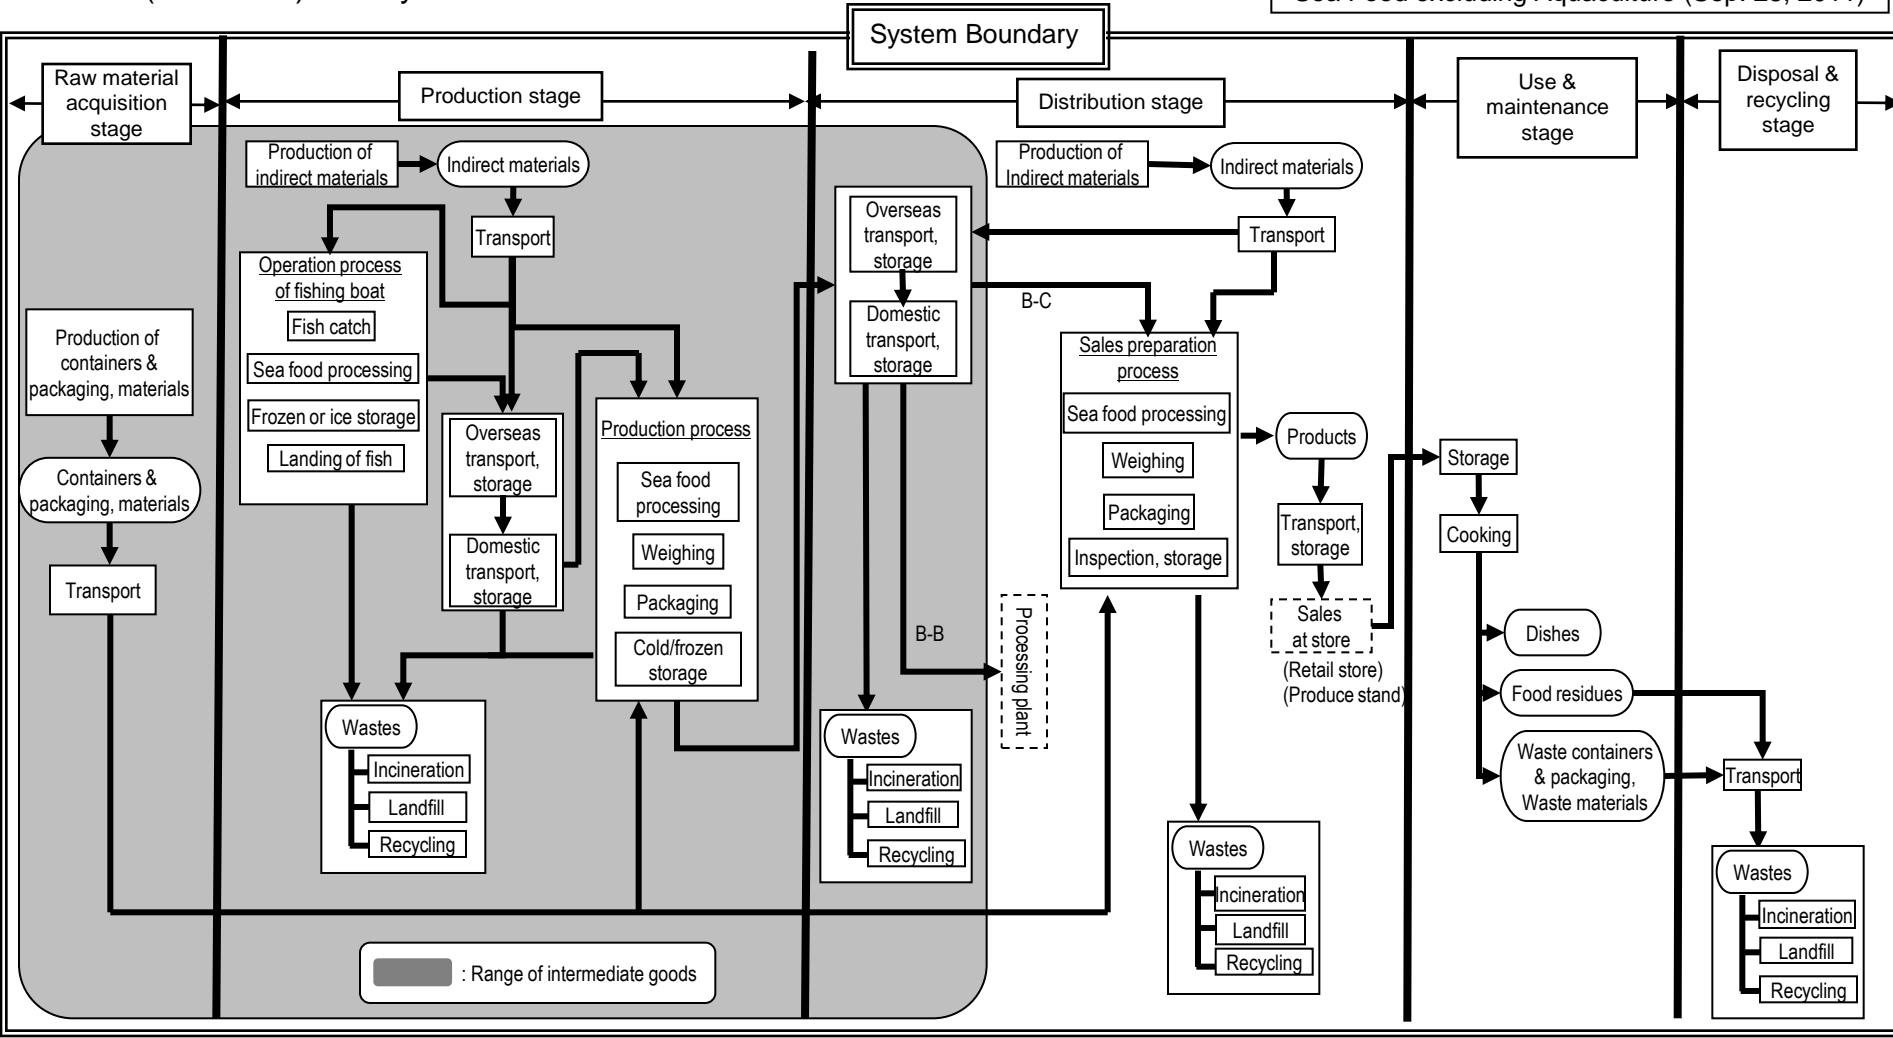 System Boundary
Raw material
acquisition
stage
Production stage
Distribution stage
Use &
maintenance
stage
Disposal &
recycling
stage
Production of
containers &
packaging, materials
Containers &
packaging, materials
Transport
Production of
indirect materials
Indirect materials
Transport
Operation process
of fishing boat
Fish catch
Sea food processing
Frozen or ice storage
Landing of fish
Overseas
transport,
storage
Domestic
transport,
storage
Production process
Sea food
processing
Weighing
Packaging
Cold/frozen
storage
Wastes
Incineration
Landfill
Recycling
: Range of intermediate goods
Overseas
transport,
storage
Domestic
transport,
storage
B-C
B-B
Processing plant
Wastes
Incineration
Landfill
Recycling
Production of
Indirect materials
Indirect materials
Transport
Sales preparation
process
Sea food processing
Weighing
Packaging
Inspection, storage
Products
Transport,
storage
Sales
at store
(Retail store)
(Produce stand)
Wastes
Incineration
Landfill
Recycling
Storage
Cooking
Dishes
Food residues
Waste containers
& packaging,
Waste materials
Transport
Wastes
Incineration
Landfill
Recycling